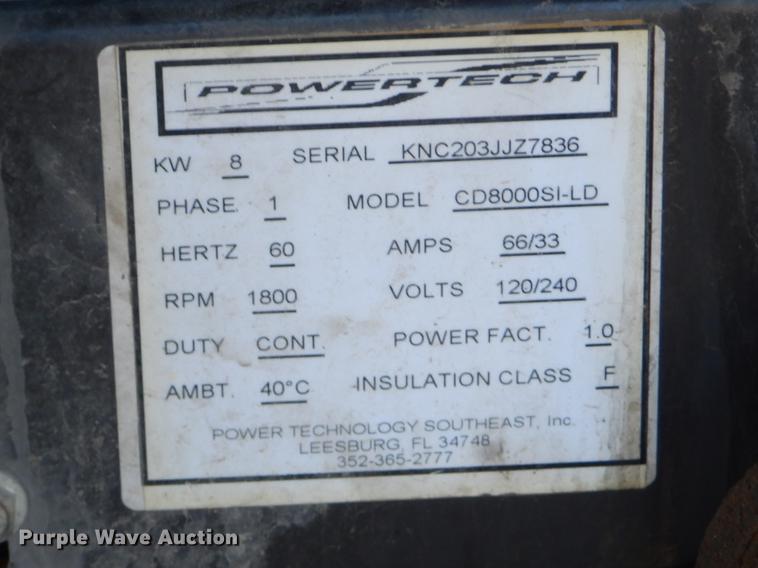 POWERTECH
KW 8 SERIAL KNC203JJZ7836
PHASE 1 MODEL CD8000SI-LD
HERTZ 60 AMPS 66/33
RPM 1800 VOLTS 120/240
DUTY CONT. POWER FACT. 1.0
AMBT. 40°C INSULATION CLASS F
POWER TECHNOLOGY SOUTHEAST, Inc.
LEESBURG, FL 34748
352-365-2777
Purple Wave Auction